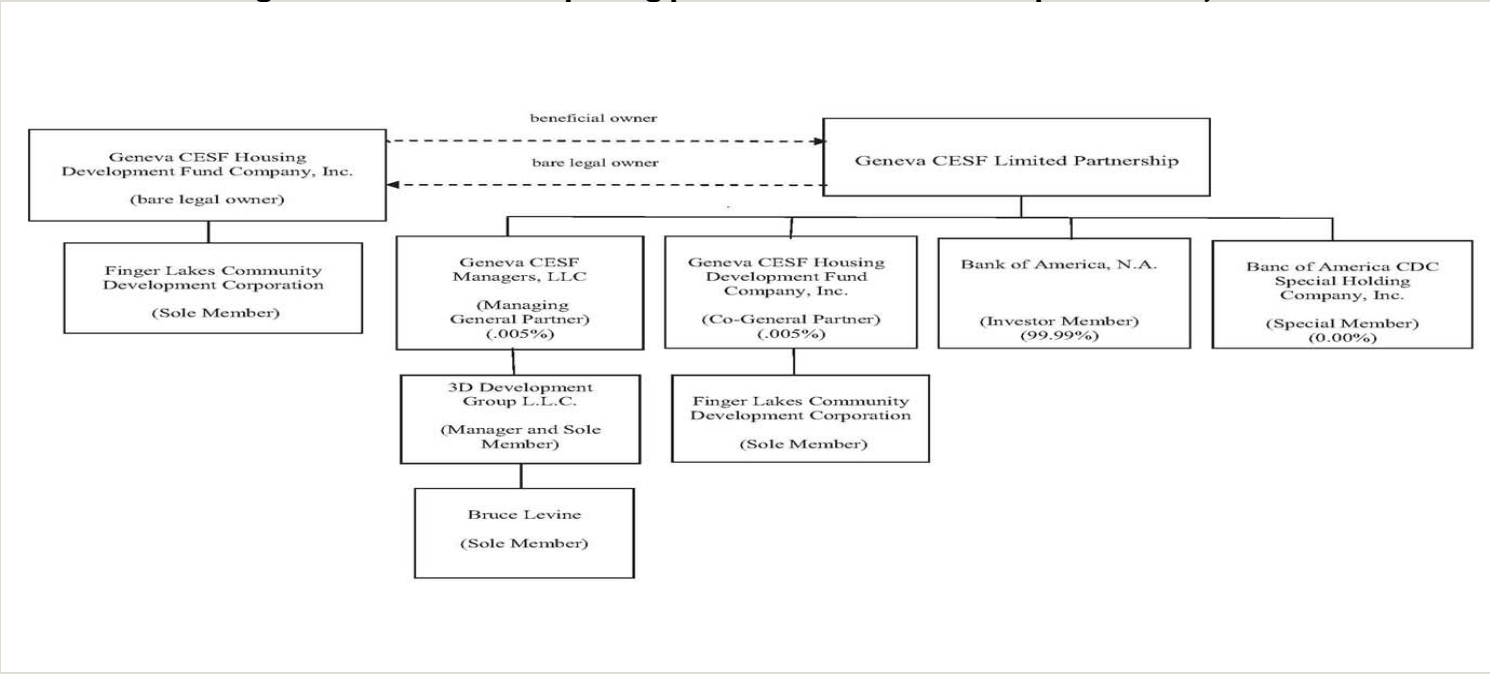 beneficial owner
bare legal owner
Geneva CESF Housing
Development Fund Company, Inc.
(bare legal owner)
Geneva CESF Limited Partnership
Finger Lakes Community
Development Corporation
(Sole Member)
Geneva CESF
Managers, LLC
(Managing
General Partner)
(.005%)
Geneva CESF Housing
Development Fund
Company, Inc.
(Co-General Partner)
(.005%)
Bank of America, N.A.
(Investor Member)
(99.99%)
Banc of America CDC
Special Holding
Company, Inc.
(Special Member)
(0.00%)
3D Development
Group L.L.C.
(Manager and Sole
Member)
Finger Lakes Community
Development Corporation
(Sole Member)
Bruce Levine
(Sole Member)